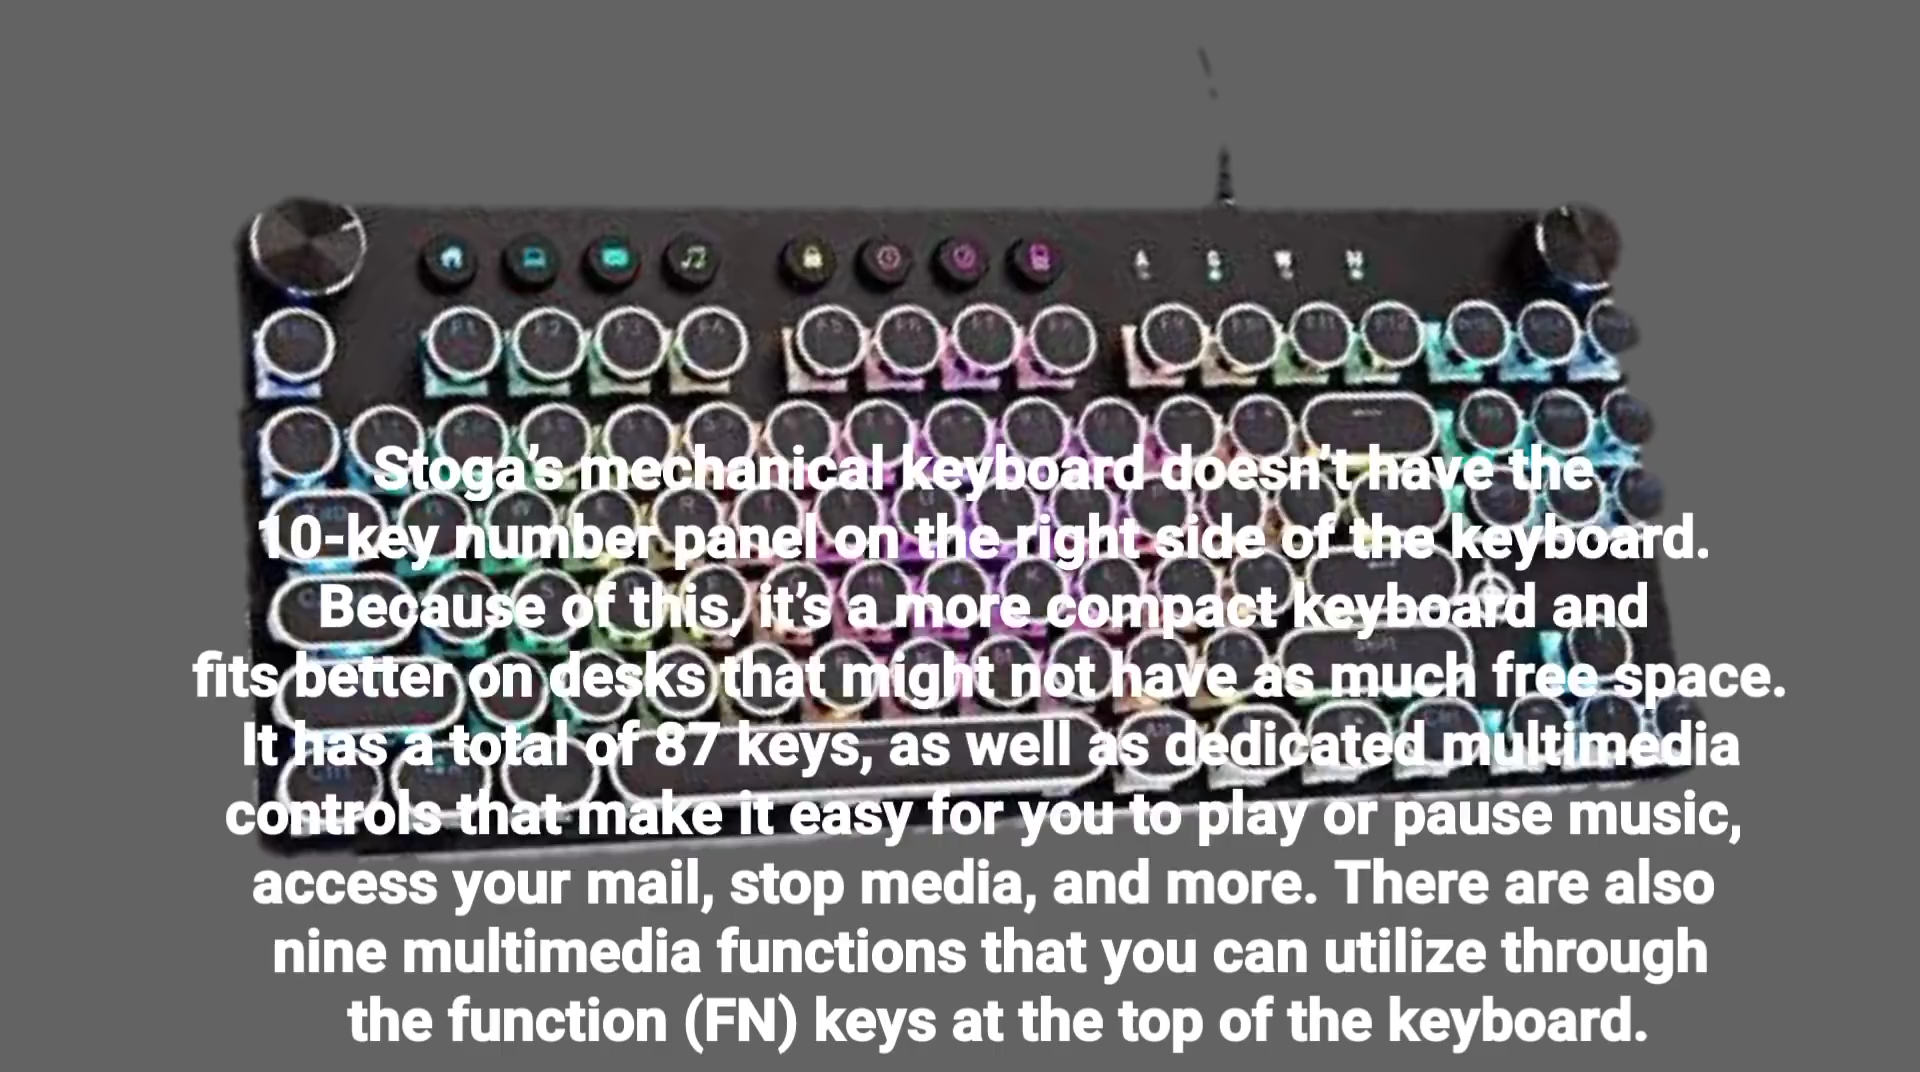 Stoga’s mechanical keyboard doesn’t have the
10-key number panel on the right side of the keyboard.
Because of this, it’s a more compact keyboard and
fits better on desks that might not have as much free space.
It has a total of 87 keys, as well as dedicated multimedia
controls that make it easy for you to play or pause music,
access your mail, stop media, and more. There are also
nine multimedia functions that you can utilize through
the function (FN) keys at the top of the keyboard.